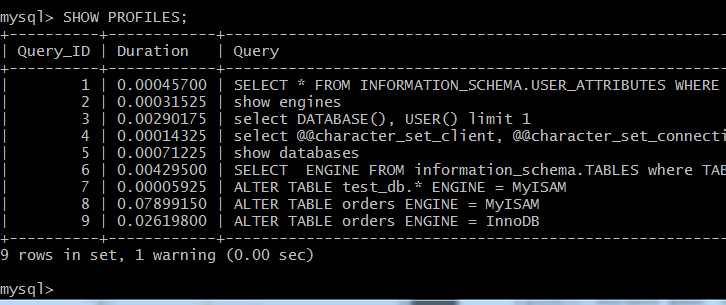 mysql> SHOW PROFILES;
+----------+------------+-------------------------------------------------------
| Query_ID | Duration | Query
+----------+------------+-------------------------------------------------------
| 1 | 0.00045700 | SELECT * FROM INFORMATION_SCHEMA.USER_ATTRIBUTES WHERE
| 2 | 0.00031525 | show engines
| 3 | 0.00290175 | select DATABASE(), USER() limit 1
| 4 | 0.00014325 | select @@character_set_client, @@character_set_connecti
| 5 | 0.00071225 | show databases
| 6 | 0.00429500 | SELECT  ENGINE FROM information_schema.TABLES where TAB
| 7 | 0.00005925 | ALTER TABLE test_db.* ENGINE = MyISAM
| 8 | 0.07899150 | ALTER TABLE orders ENGINE = MyISAM
| 9 | 0.02619800 | ALTER TABLE orders ENGINE = InnoDB
+----------+------------+-------------------------------------------------------
9 rows in set, 1 warning (0.00 sec)
mysql>